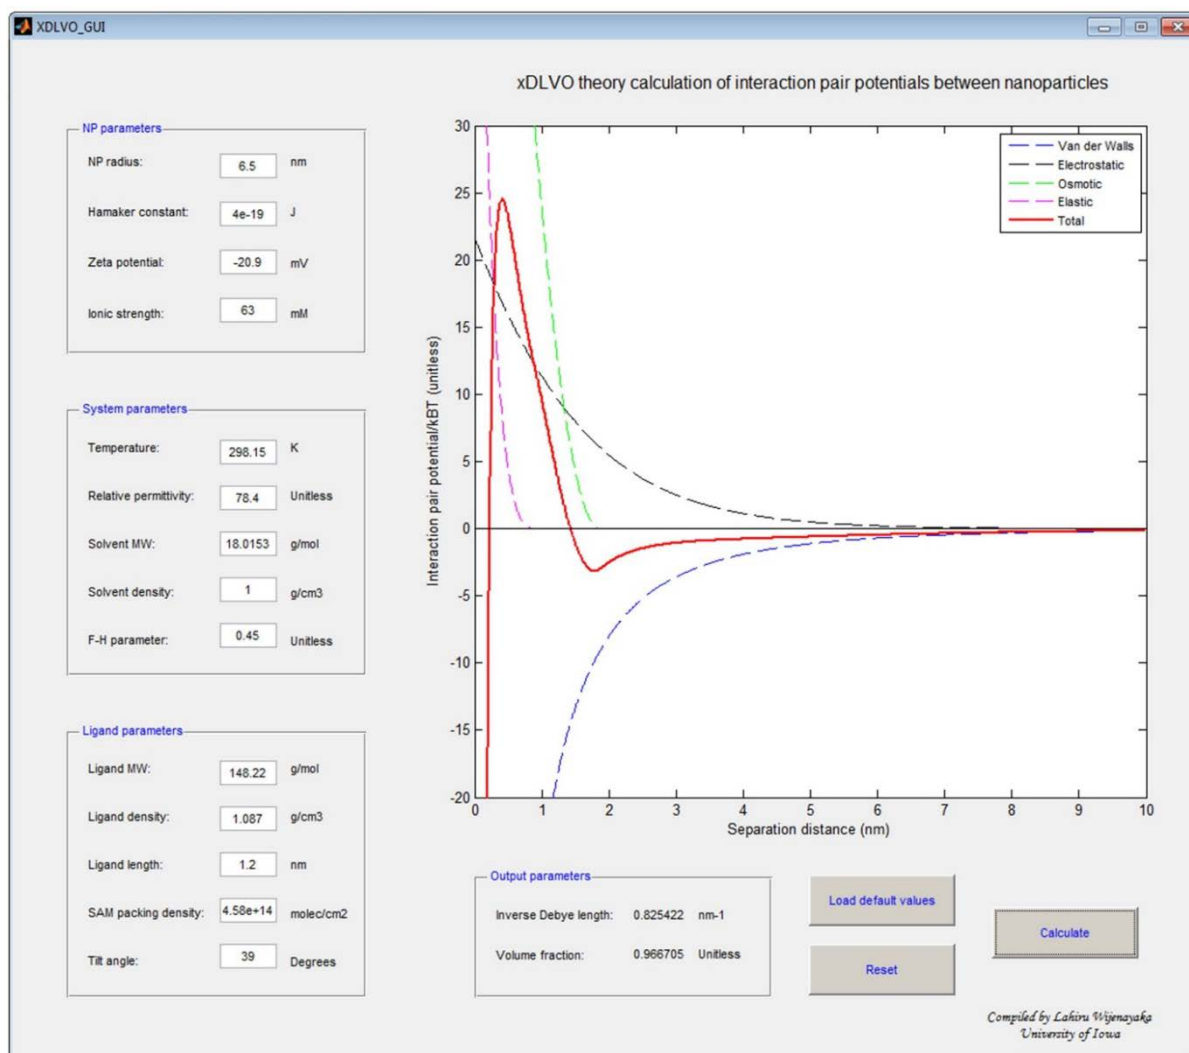 XDLVO_GUI
xDLVO theory calculation of interaction pair potentials between nanoparticles
NP parameters
NP radius: 6.5 nm
Hamaker constant: 4e-19 J
Zeta potential: -20.9 mV
Ionic strength: 63 mM
System parameters
Temperature: 298.15 K
Relative permittivity: 78.4 Unitless
Solvent MW: 18.0153 g/mol
Solvent density: 1 g/cm3
F-H parameter: 0.45 Unitless
Ligand parameters
Ligand MW: 148.22 g/mol
Ligand density: 1.087 g/cm3
Ligand length: 1.2 nm
SAM packing density: 4.58e+14 molec/cm2
Tilt angle: 39 Degrees
Interaction pair potential/kBT (unitless)
30
25
20
15
10
5
0
-5
-10
-15
-20
Van der Walls
Electrostatic
Osmotic
Elastic
Total
0 1 2 3 4 5 6 7 8 9 10
Separation distance (nm)
Output parameters
Inverse Debye length: 0.825422 nm-1
Volume fraction: 0.966705 Unitless
Load default values
Reset
Calculate
Compiled by Lahiru Wijenayaka
University of Iowa